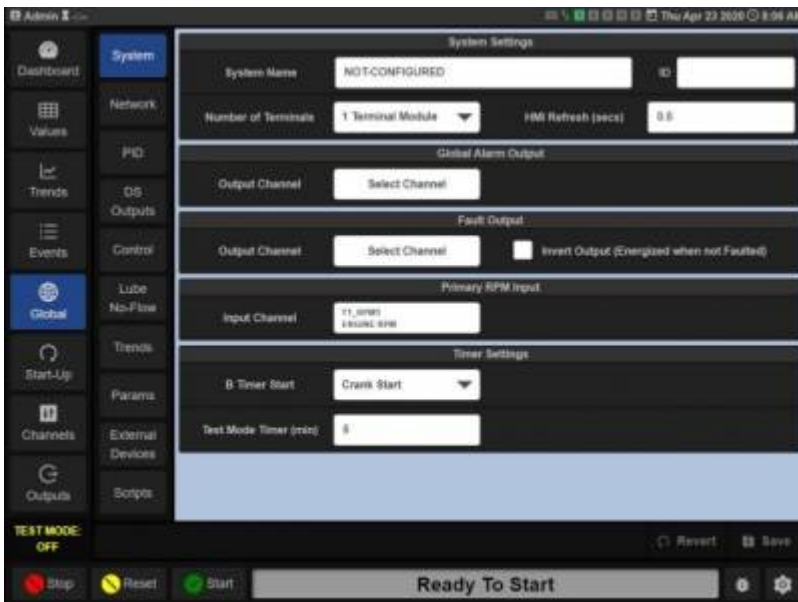 Admin
Thu Apr 23 2020 8:06 AM
Dashboard
Values
Trends
Events
Global
Start-Up
Channels
Outputs
TEST MODE:
OFF
System
Network
PID
DS
Outputs
Control
Lube
No-Flow
Trends
Params
External
Devices
Scripts
System Settings
System Name NOT-CONFIGURED ID
Number of Terminals 1 Terminal Module HMI Refresh (secs)
Global Alarm Output
Output Channel Select Channel
Fault Output
Output Channel Select Channel Invert Output (Energized when not Faulted)
Primary RPM Input
Input Channel
ENGINE RPM
Timer Settings
B Timer Start Crank Start
Test Mode Timer (min)
Revert Save
Stop Reset Start Ready To Start